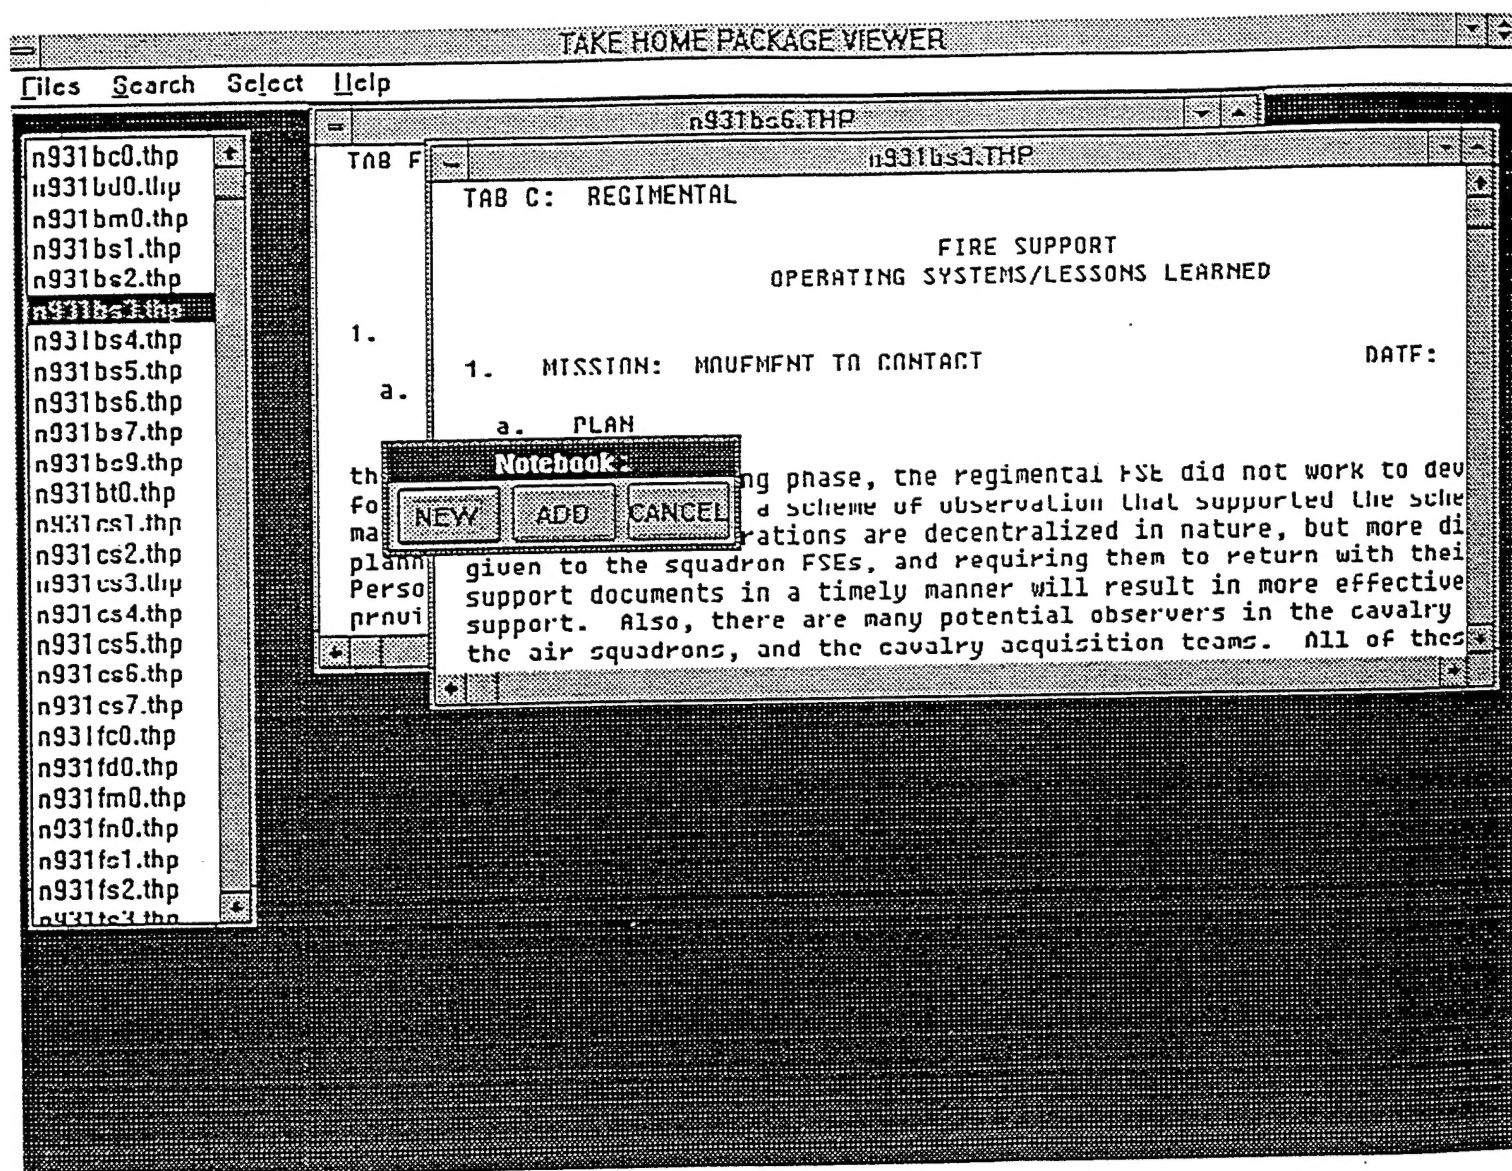 TAKE HOME PACKAGE VIEWER
Files Search Select Help
n931bc0.thp
n931bd0.thp
n931bm0.thp
n931bs1.thp
n931bs2.thp
n931bs3.thp
n931bs4.thp
n931bs5.thp
n931bs6.thp
n931bs7.thp
n931bs9.thp
n931bt0.thp
n931cs1.thp
n931cs2.thp
n931cs3.thp
n931cs4.thp
n931cs5.thp
n931cs6.thp
n931cs7.thp
n931fc0.thp
n931fd0.thp
n931fm0.thp
n931fn0.thp
n931fs1.thp
n931fs2.thp
n931fs3.thp
n931bs6.THP
TAB F
1.
a.
th
Fo
ma
plann
Perso
provi
n931bs3.THP
TAB C: REGIMENTAL
FIRE SUPPORT
OPERATING SYSTEMS/LESSONS LEARNED
1. MISSION: MOVEMENT TO CONTACT DATE:
a. PLAN
ng phase, the regimental FSE did not work to dev
a scheme of observation that supported the sche
rations are decentralized in nature, but more di
given to the squadron FSEs, and requiring them to return with thei
support documents in a timely manner will result in more effective
support. Also, there are many potential observers in the cavalry
the air squadrons, and the cavalry acquisition teams. All of thes
Notebook:
NEW ADD CANCEL